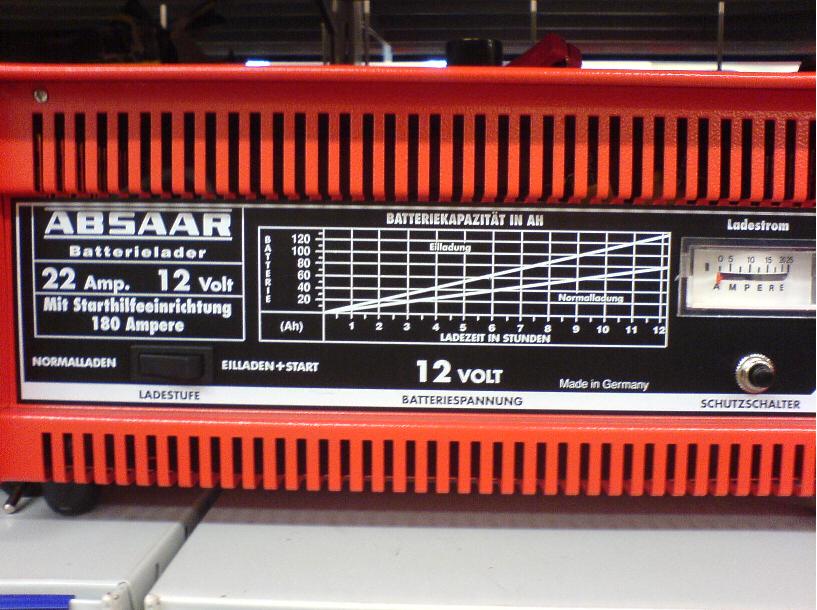 ABSAAR
Batterielader
22 Amp. 12 Volt
Mit Starthilfeeinrichtung
180 Ampere
NORMALLADEN
EILLADEN+START
LADESTUFE
BATTERIEKAPAZITÄT IN AH
BATTERIE
120
100
80
60
40
20
(Ah)
Eilladung
Normalladung
1 2 3 4 5 6 7 8 9 10 11 12
LADEZEIT IN STUNDEN
12 VOLT
Made in Germany
BATTERIESPANNUNG
Ladestrom
0 5 10 15 20 25
AMPERE
SCHUTZSCHALTER